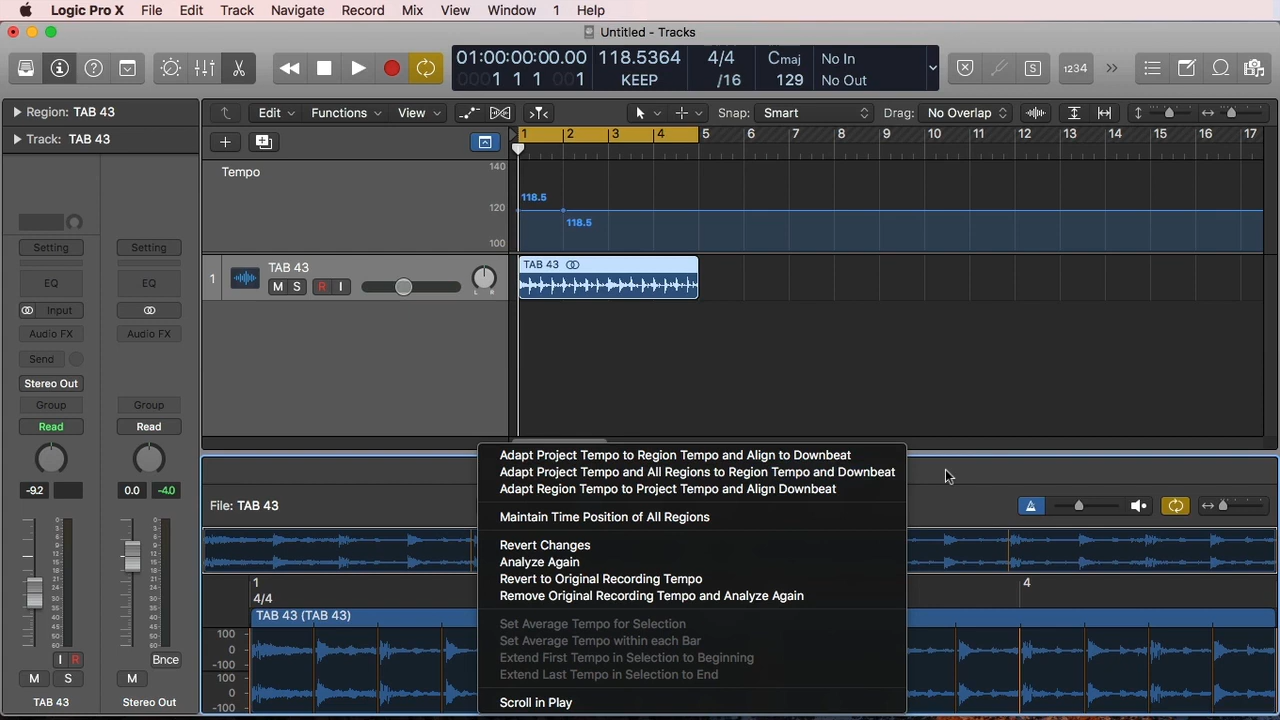 Logic Pro X File Edit Track Navigate Record Mix View Window 1 Help
Untitled - Tracks
01:00:00:00.00 118.5364 4/4 Cmaj No In
0001 1 1 001 KEEP /16 129 No Out
S 1234
Region: TAB 43
Track: TAB 43
Edit Functions View Snap: Smart Drag: No Overlap
1 2 3 4 5 6 7 8 9 10 11 12 13 14 15 16 17
Tempo
140
120
100
118.5
118.5
1
TAB 43
M S R I
L R
TAB 43
Setting Setting
EQ EQ
Input
Audio FX Audio FX
Send
Stereo Out
Group Group
Read Read
-9.2 0.0 -4.0
I R Bnce
M S M
TAB 43 Stereo Out
File: TAB 43
1
4/4
4
TAB 43 (TAB 43)
100
0
-100
100
0
-100
Adapt Project Tempo to Region Tempo and Align to Downbeat
Adapt Project Tempo and All Regions to Region Tempo and Downbeat
Adapt Region Tempo to Project Tempo and Align Downbeat
Maintain Time Position of All Regions
Revert Changes
Analyze Again
Revert to Original Recording Tempo
Remove Original Recording Tempo and Analyze Again
Set Average Tempo for Selection
Set Average Tempo within each Bar
Extend First Tempo in Selection to Beginning
Extend Last Tempo in Selection to End
Scroll in Play